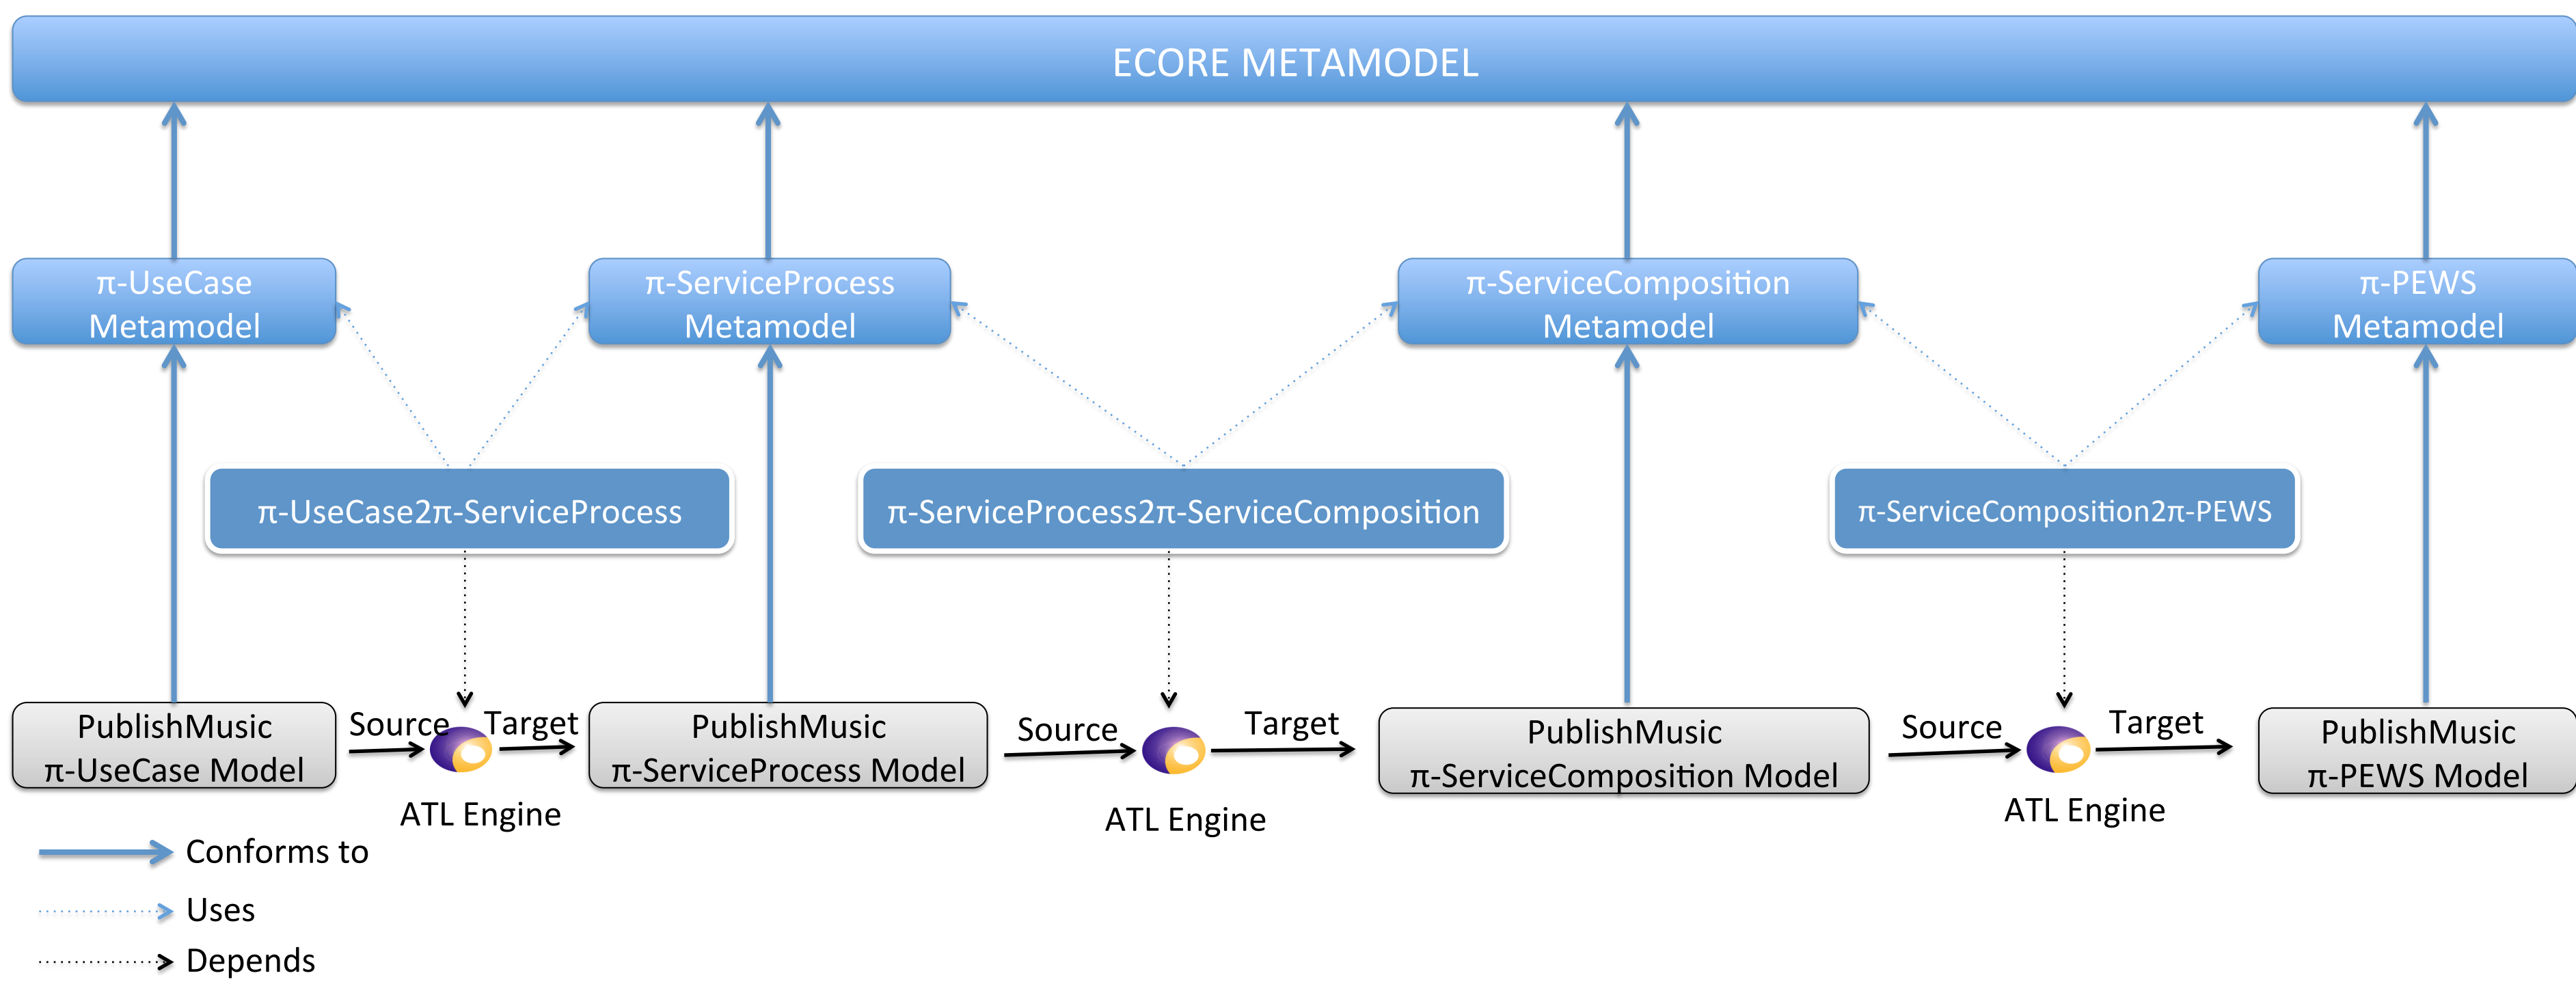 ECORE METAMODEL
π-UseCase
Metamodel
π-ServiceProcess
Metamodel
π-ServiceComposition
Metamodel
π-PEWS
Metamodel
π-UseCase2π-ServiceProcess
π-ServiceProcess2π-ServiceComposition
π-ServiceComposition2π-PEWS
PublishMusic
π-UseCase Model
Source
Target
ATL Engine
PublishMusic
π-ServiceProcess Model
Source
Target
ATL Engine
PublishMusic
π-ServiceComposition Model
Source
Target
ATL Engine
PublishMusic
π-PEWS Model
Conforms to
Uses
Depends